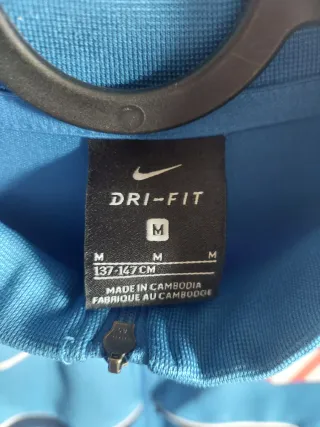 DRI-FIT
M
M M M
137-147CM
MADE IN CAMBODIA
FABRIQUE AU CAMBODGE